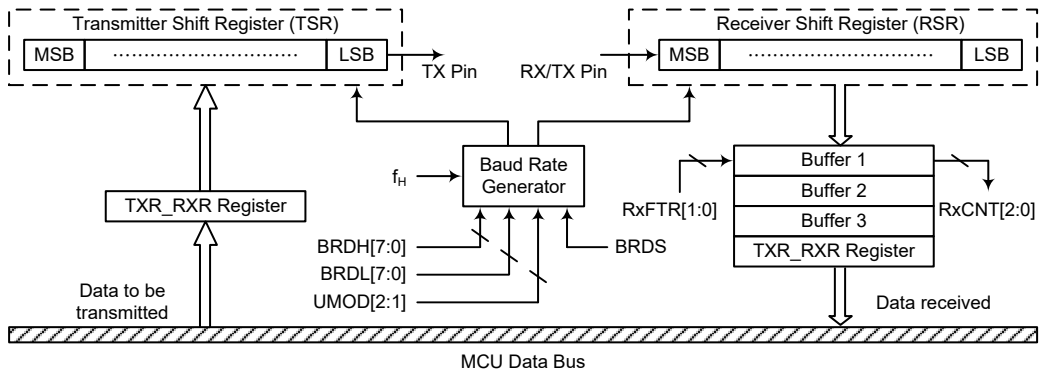 Transmitter Shift Register (TSR)
MSB
LSB
TX Pin
RX/TX Pin
Receiver Shift Register (RSR)
MSB
LSB
TXR_RXR Register
Data to be
transmitted
fH
Baud Rate
Generator
BRDH[7:0]
BRDL[7:0]
UMOD[2:1]
BRDS
Buffer 1
Buffer 2
Buffer 3
TXR_RXR Register
RxFTR[1:0]
RxCNT[2:0]
Data received
MCU Data Bus